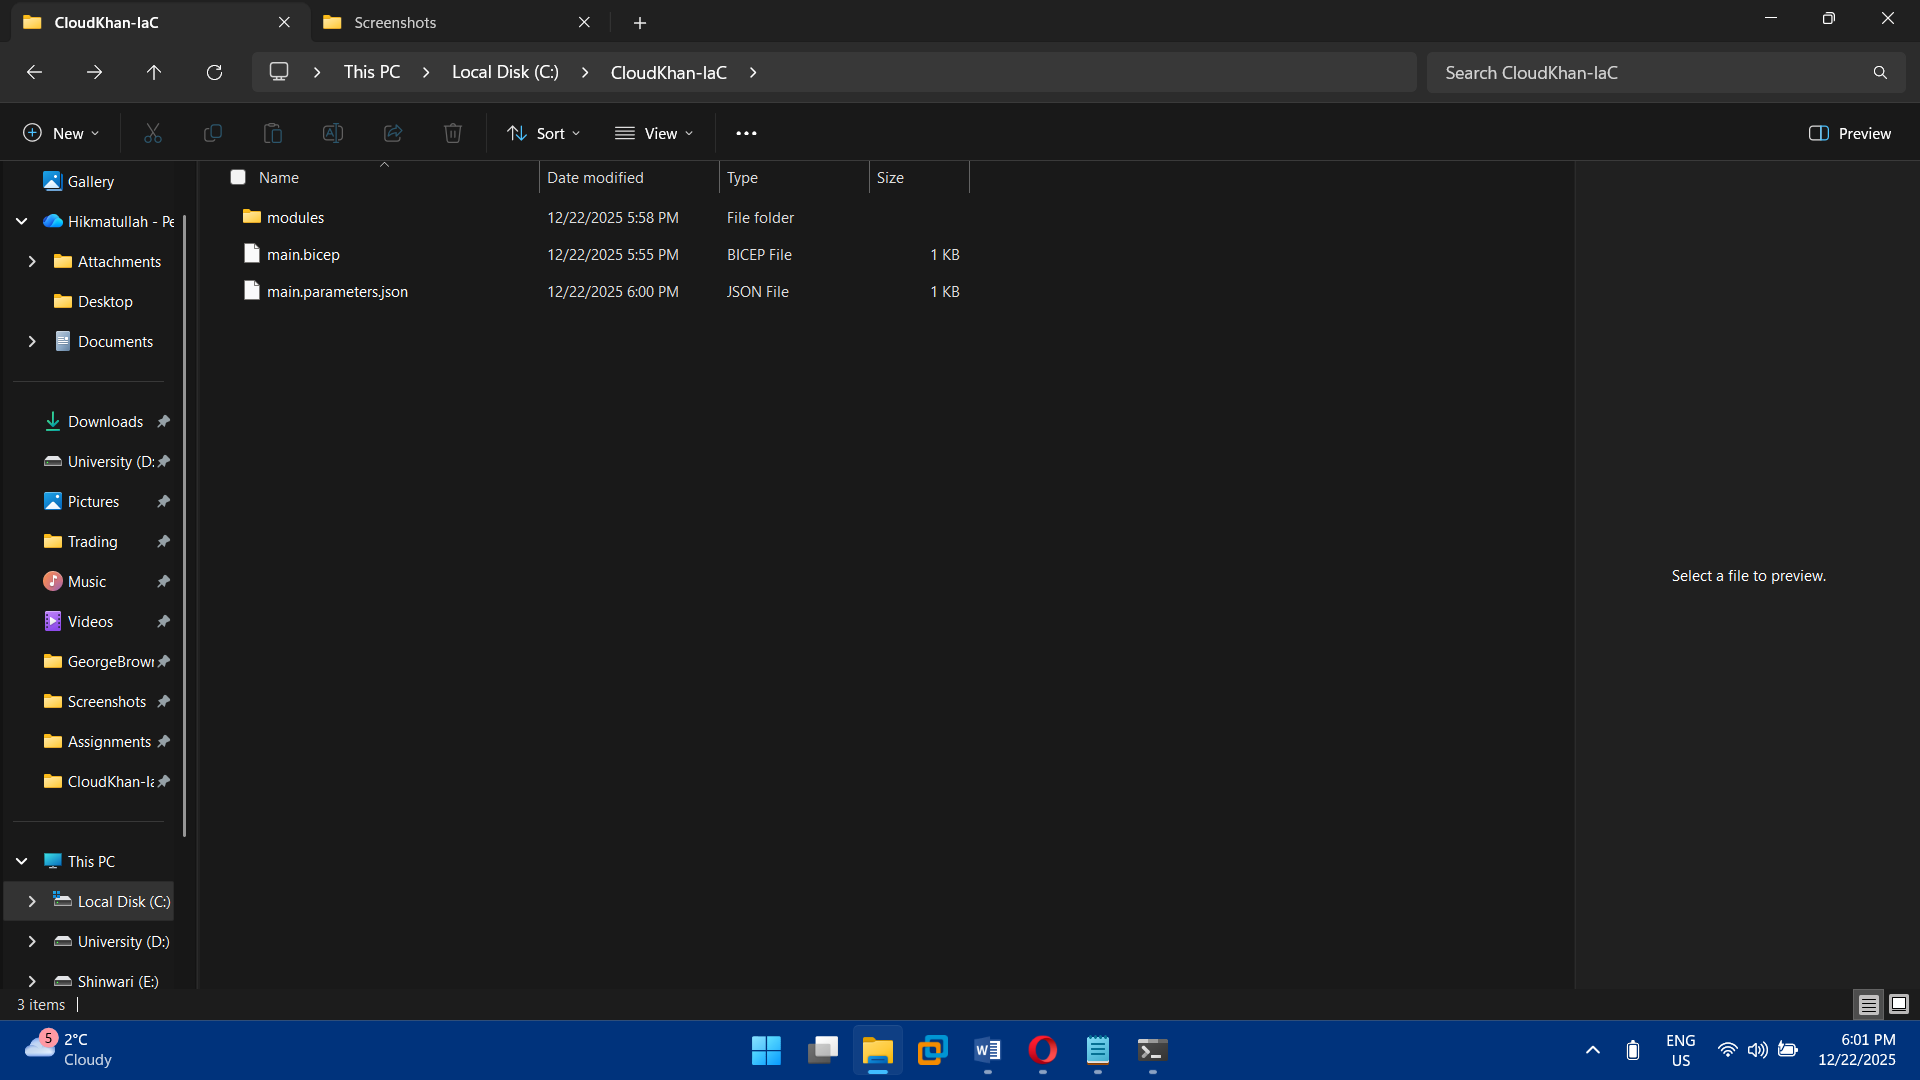 CloudKhan-IaC
Screenshots
This PC
Local Disk (C:)
CloudKhan-IaC
Search CloudKhan-IaC
New
Sort
View
Preview
Name
Date modified
Type
Size
modules
12/22/2025 5:58 PM
File folder
main.bicep
12/22/2025 5:55 PM
BICEP File
1 KB
main.parameters.json
12/22/2025 6:00 PM
JSON File
1 KB
Gallery
Hikmatullah - Pe
Attachments
Desktop
Documents
Downloads
University (D:
Pictures
Trading
Music
Videos
GeorgeBrown
Screenshots
Assignments
CloudKhan-Ia
This PC
Local Disk (C:)
University (D:)
Shinwari (E:)
Select a file to preview.
3 items
5
2°C
Cloudy
ENG
US
6:01 PM
12/22/2025